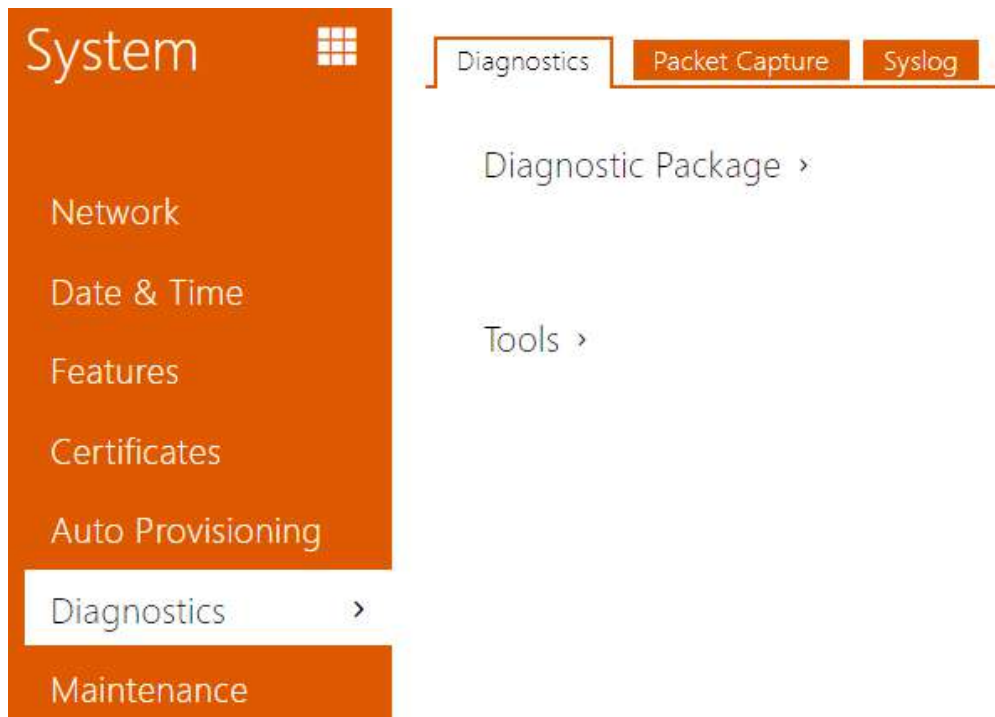 System
Network
Date & Time
Features
Certificates
Auto Provisioning
Diagnostics ›
Maintenance
Diagnostics
Packet Capture
Syslog
Diagnostic Package ›
Tools ›